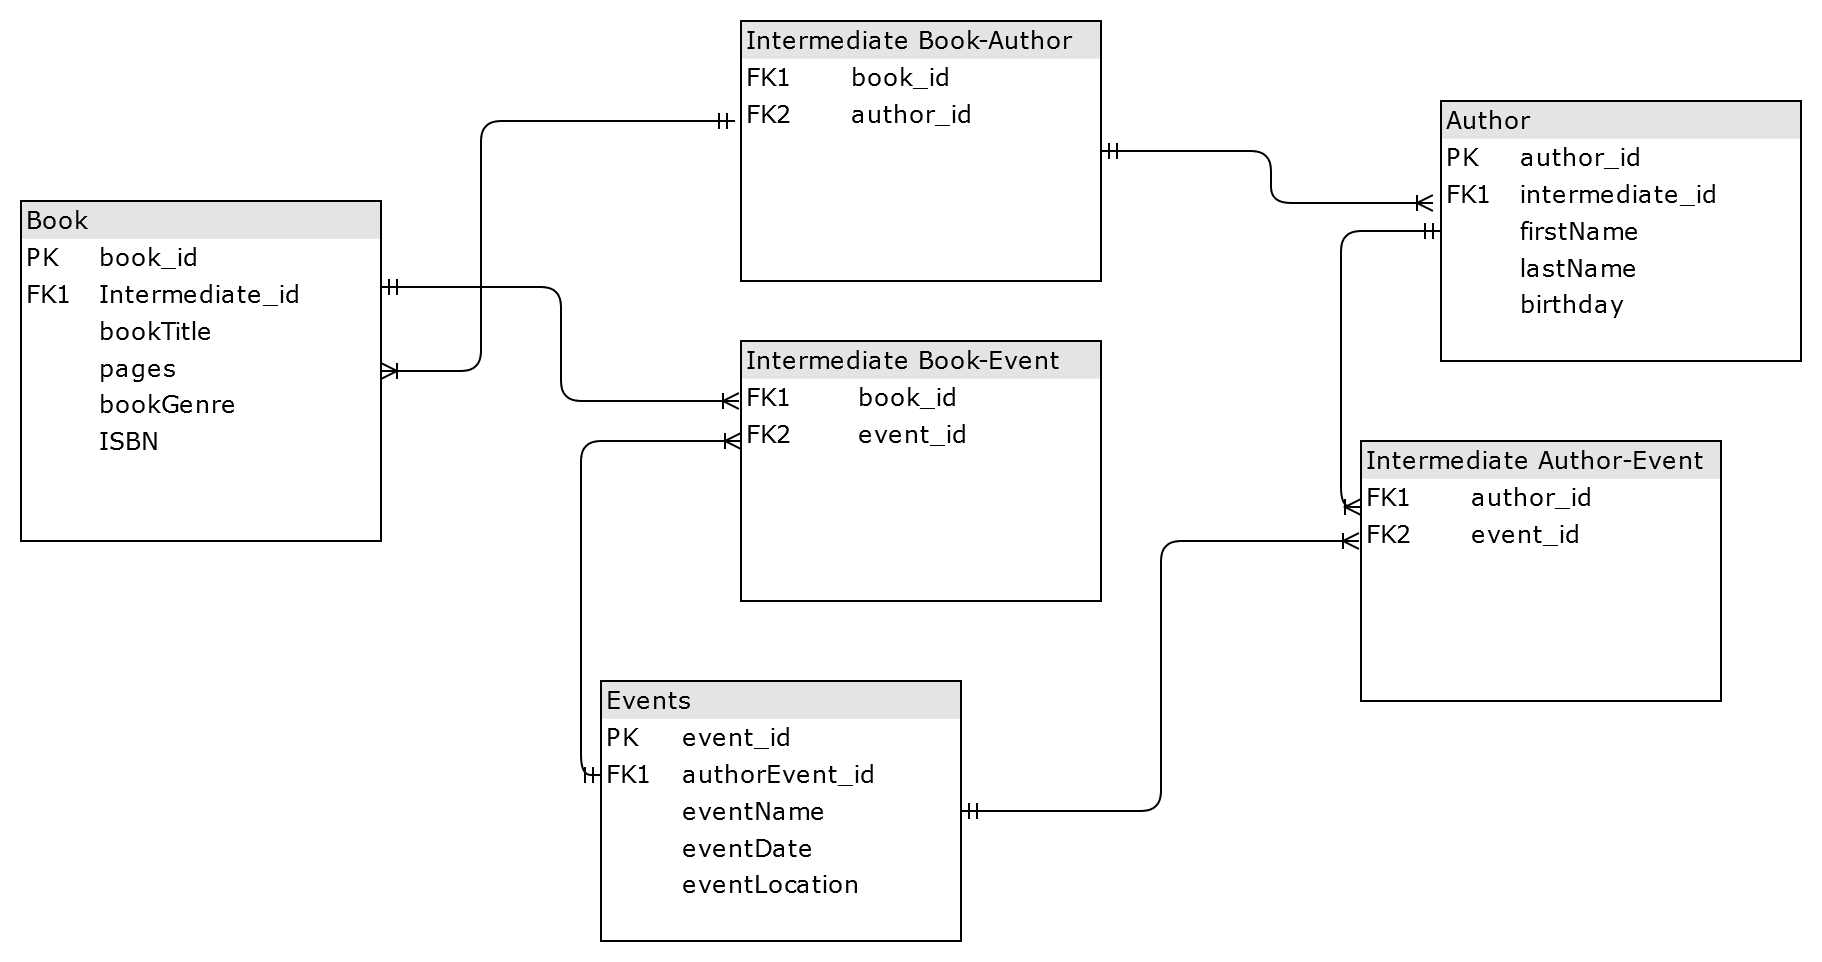 Intermediate Book-Author
FK1 book_id
FK2 author_id
Author
PK author_id
FK1 intermediate_id
firstName
lastName
birthday
Book
PK book_id
FK1 Intermediate_id
bookTitle
pages
bookGenre
ISBN
Intermediate Book-Event
FK1 book_id
FK2 event_id
Intermediate Author-Event
FK1 author_id
FK2 event_id
Events
PK event_id
FK1 authorEvent_id
eventName
eventDate
eventLocation